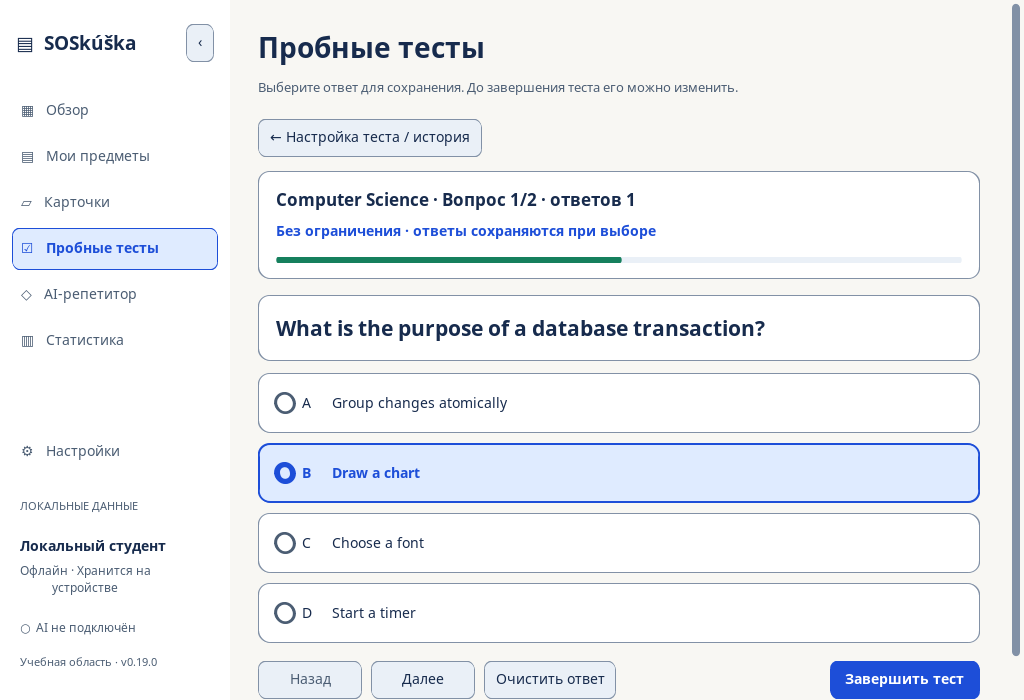 SOSkúška
Обзор
Мои предметы
Карточки
Пробные тесты
AI-репетитор
Статистика
Настройки
ЛОКАЛЬНЫЕ ДАННЫЕ
Локальный студент
Офлайн · Хранится на
устройстве
AI не подключён
Учебная область · v0.19.0
Пробные тесты
Выберите ответ для сохранения. До завершения теста его можно изменить.
← Настройка теста / история
Computer Science · Вопрос 1/2 · ответов 1
Без ограничения · ответы сохраняются при выборе
What is the purpose of a database transaction?
A Group changes atomically
B Draw a chart
C Choose a font
D Start a timer
Назад Далее Очистить ответ Завершить тест